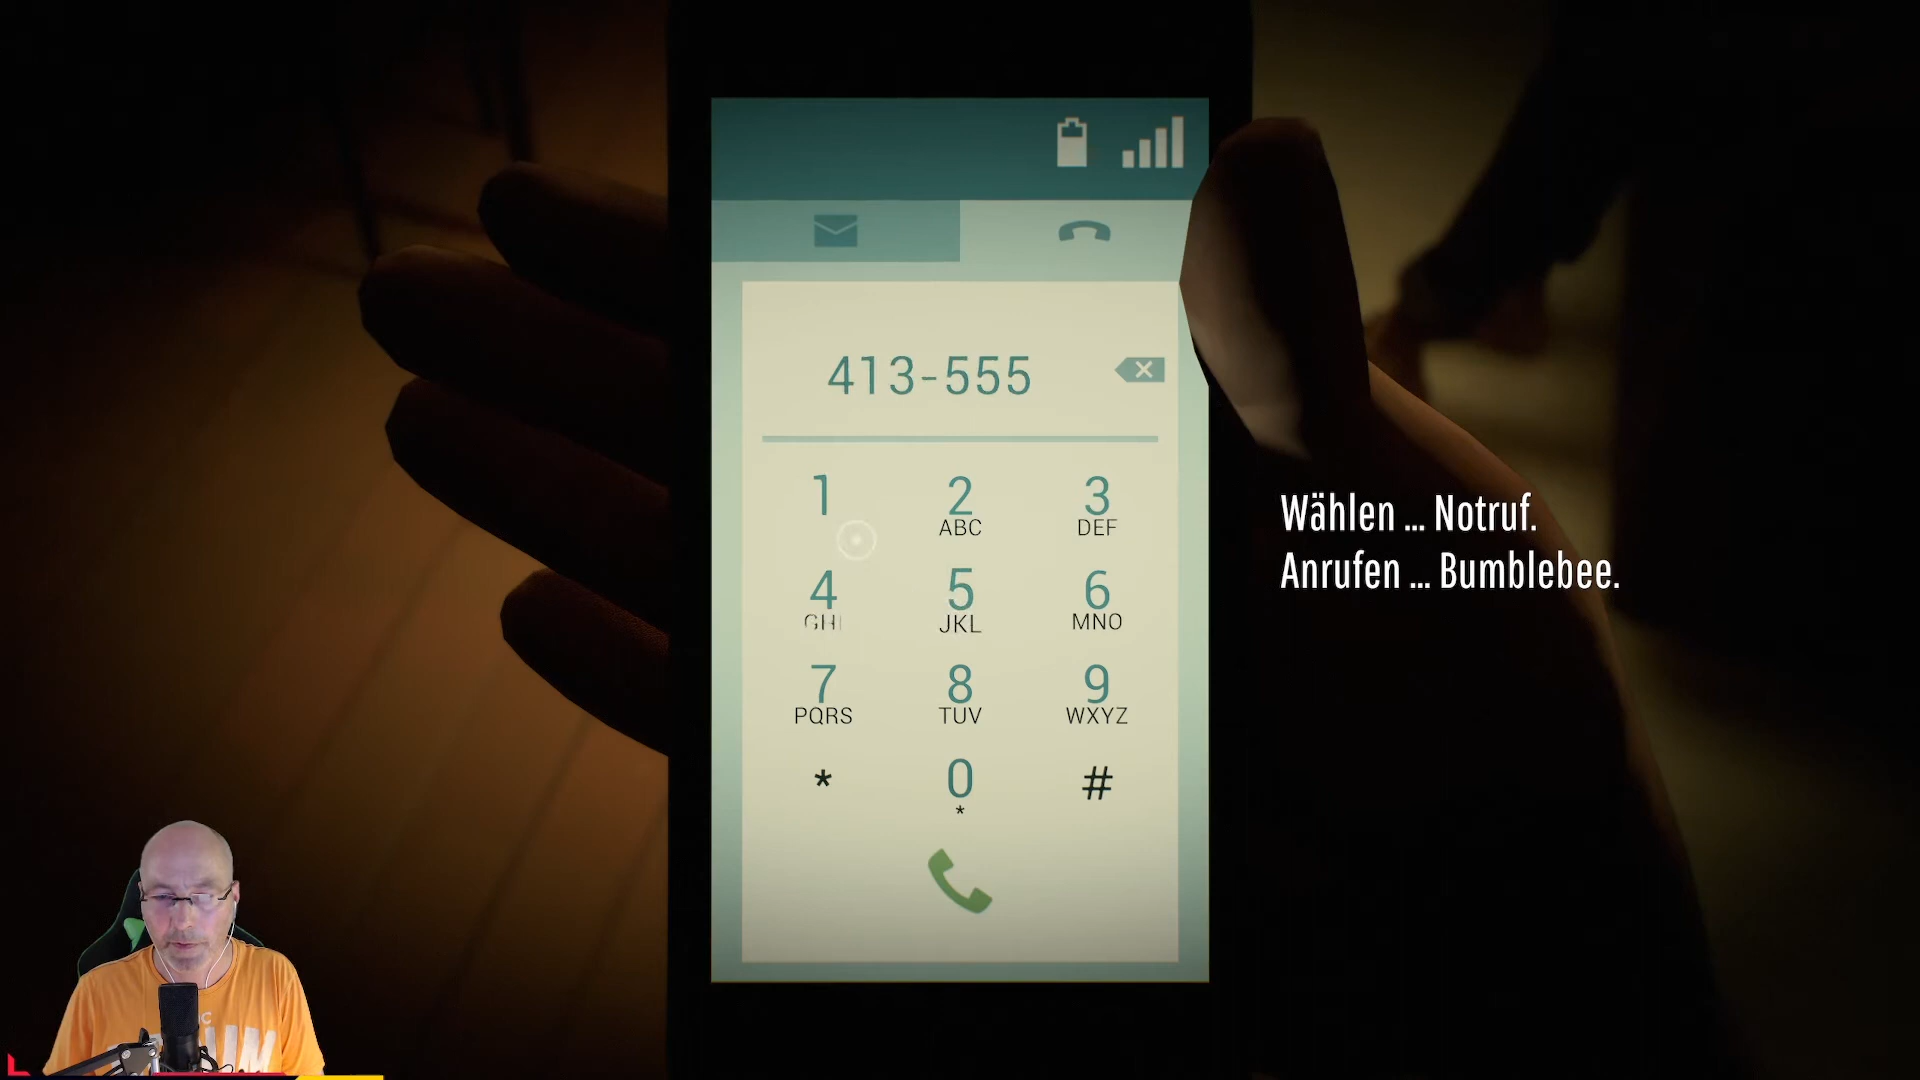 413-555
1
2 3
ABC DEF
4 5 6
GHI JKL MNO
7 8 9
PQRS TUV WXYZ
* 0 #
*
Wählen ... Notruf.
Anrufen ... Bumblebee.